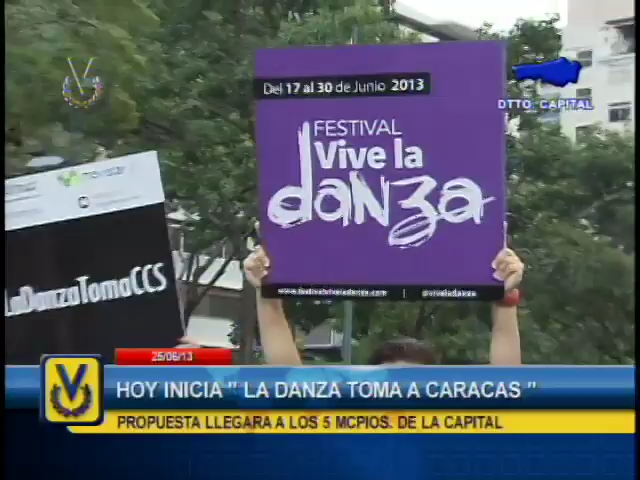 Del 17 al 30 de Junio 2013
DTTO. CAPITAL
FESTIVAL
Vive la
danza
movistar
LaDanzaTomaCCS
www.festivalviveladanza.com | @viveladanza
25/06/13
HOY INICIA " LA DANZA TOMA A CARACAS "
PROPUESTA LLEGARA A LOS 5 MCPIOS. DE LA CAPITAL